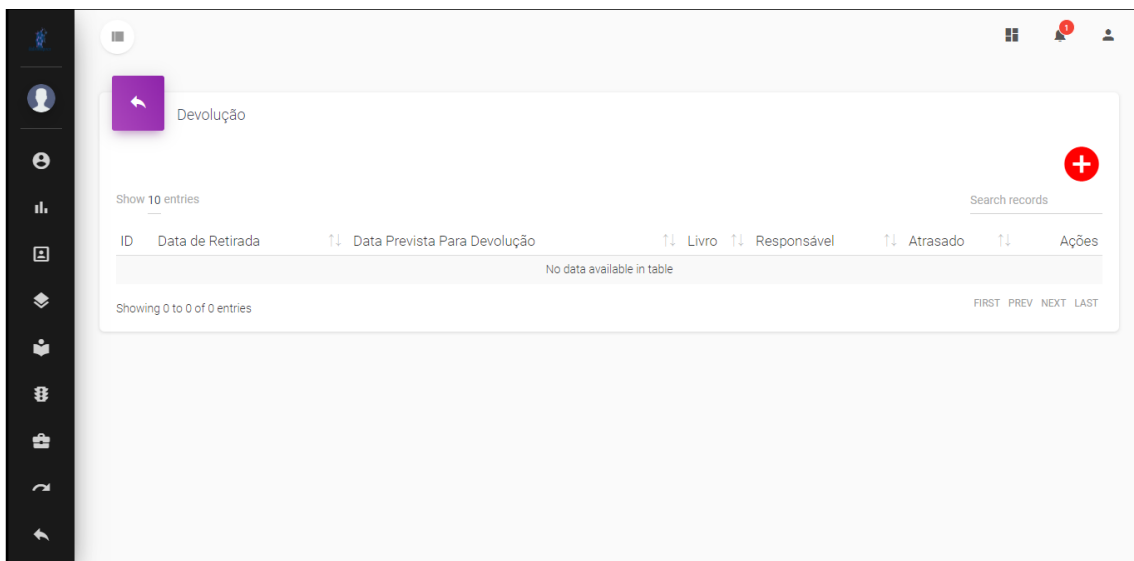 1
Devolução
Show 10 entries
Search records
ID Data de Retirada Data Prevista Para Devolução Livro Responsável Atrasado Ações
No data available in table
Showing 0 to 0 of 0 entries
FIRST PREV NEXT LAST